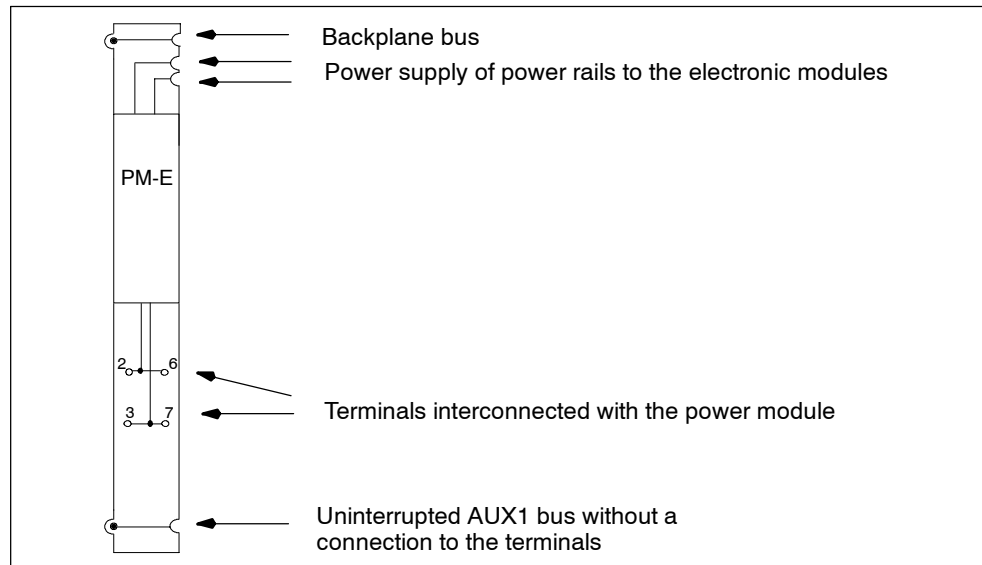 Backplane bus
Power supply of power rails to the electronic modules
PM-E
2 6
3 7
Terminals interconnected with the power module
Uninterrupted AUX1 bus without a
connection to the terminals